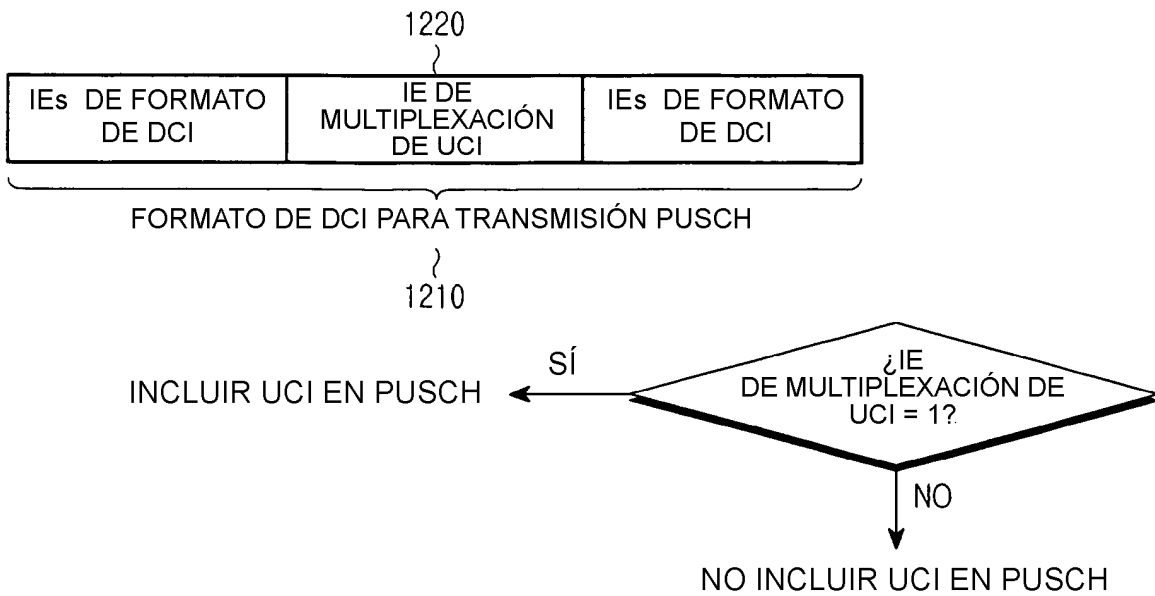 1220
IEs DE FORMATO
DE DCI
IE DE
MULTIPLEXACIÓN
DE UCI
IEs DE FORMATO
DE DCI
FORMATO DE DCI PARA TRANSMISIÓN PUSCH
1210
INCLUIR UCI EN PUSCH
SÍ
¿IE
DE MULTIPLEXACIÓN DE
UCI = 1?
NO
NO INCLUIR UCI EN PUSCH